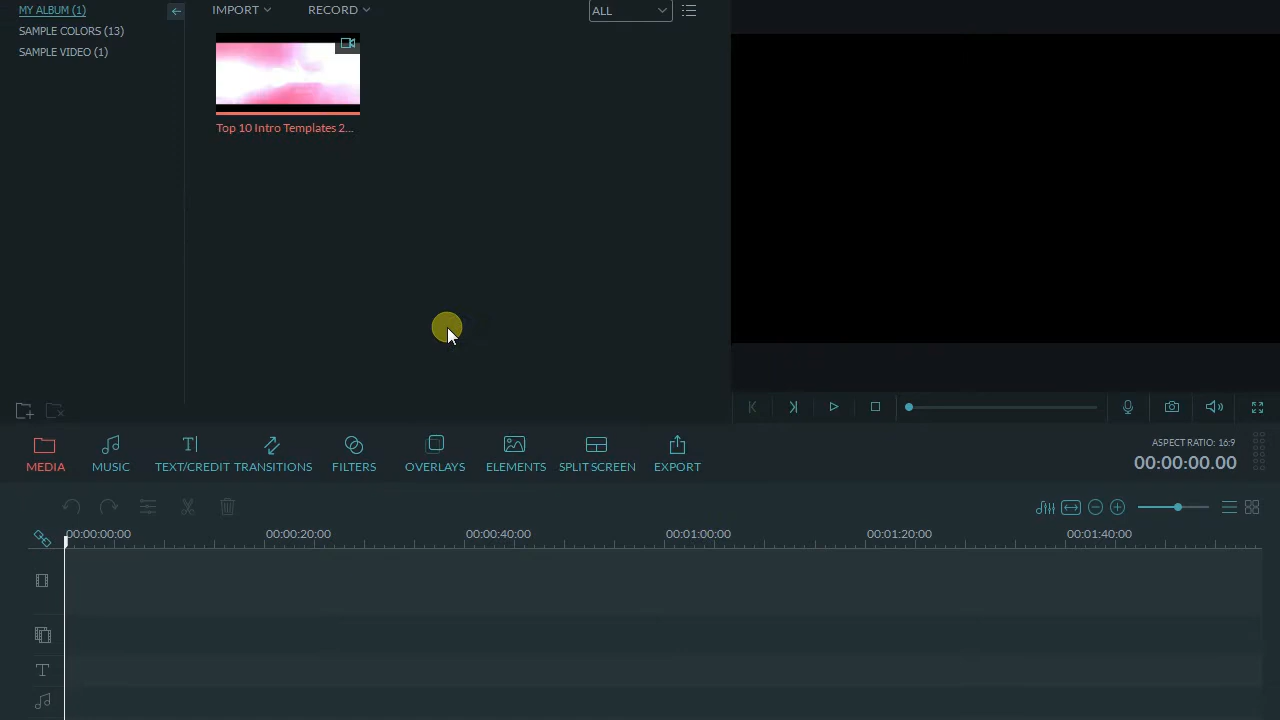 MY ALBUM (1)
IMPORT
RECORD
ALL
SAMPLE COLORS (13)
SAMPLE VIDEO (1)
Top 10 Intro Templates 2...
MEDIA
MUSIC
TEXT/CREDIT
TRANSITIONS
FILTERS
OVERLAYS
ELEMENTS
SPLIT SCREEN
EXPORT
ASPECT RATIO: 16:9
00:00:00.00
00:00:00:00
00:00:20:00
00:00:40:00
00:01:00:00
00:01:20:00
00:01:40:00